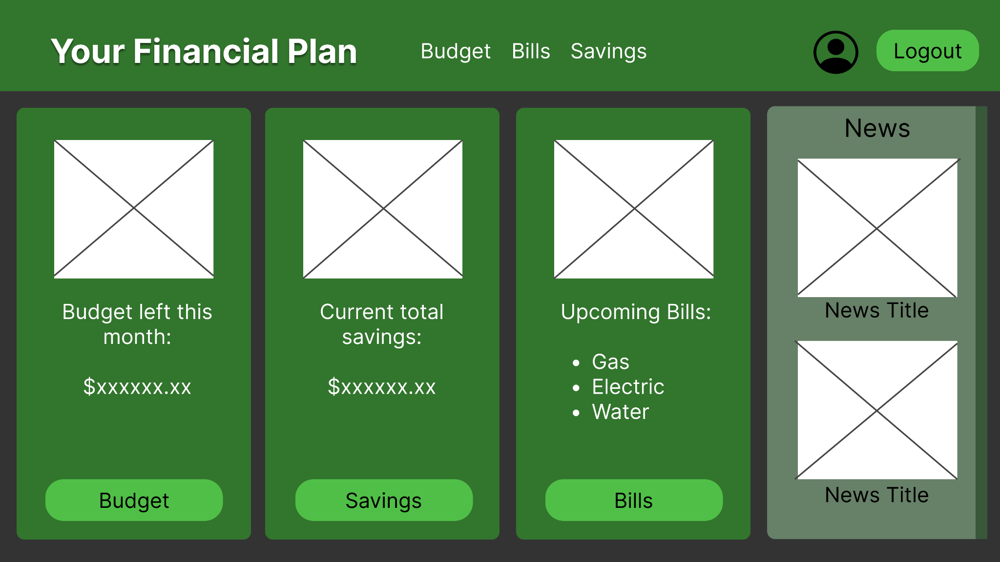 Your Financial Plan
Budget Bills Savings
Logout
Budget left this
month:
$xxxxxx.xx
Budget
Current total
savings:
$xxxxxx.xx
Savings
Upcoming Bills:
• Gas
• Electric
• Water
Bills
News
News Title
News Title